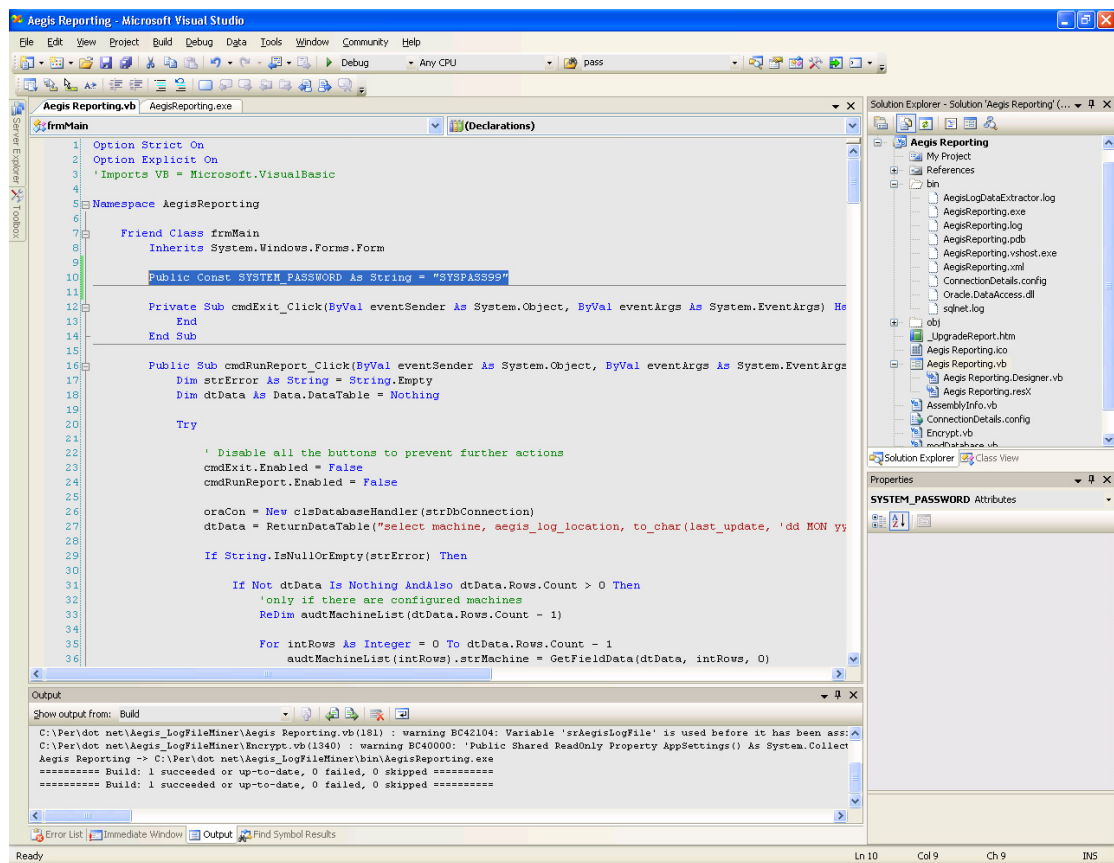 Aegis Reporting - Microsoft Visual Studio
File Edit View Project Build Debug Data Tools Window Community Help
Debug Any CPU pass
Aegis Reporting.vb AegisReporting.exe
frmMain (Declarations)
1 Option Strict On
2 Option Explicit On
3 'Imports VB = Microsoft.VisualBasic
4
5 Namespace AegisReporting
6
7 Friend Class frmMain
8 Inherits System.Windows.Forms.Form
9
10 Public Const SYSTEM_PASSWORD As String = "SYSPASS99"
11
12 Private Sub cmdExit_Click(ByVal eventSender As System.Object, ByVal eventArgs As System.EventArgs) Ha
13 End
14 End Sub
15
16 Public Sub cmdRunReport_Click(ByVal eventSender As System.Object, ByVal eventArgs As System.EventArgs
17 Dim strError As String = String.Empty
18 Dim dtData As Data.DataTable = Nothing
19
20 Try
21
22 ' Disable all the buttons to prevent further actions
23 cmdExit.Enabled = False
24 cmdRunReport.Enabled = False
25
26 oraCon = New clsDatabaseHandler(strDbConnection)
27 dtData = ReturnDataTable("select machine, aegis_log_location, to_char(last_update, 'dd MON yy
28
29 If String.IsNullOrEmpty(strError) Then
30
31 If Not dtData Is Nothing AndAlso dtData.Rows.Count > 0 Then
32 'only if there are configured machines
33 ReDim audtMachineList(dtData.Rows.Count - 1)
34
35 For intRows As Integer = 0 To dtData.Rows.Count - 1
36 audtMachineList(intRows).strMachine = GetFieldData(dtData, intRows, 0)
Server Explorer
Toolbox
Solution Explorer - Solution 'Aegis Reporting' (...
Aegis Reporting
My Project
References
bin
AegisLogDataExtractor.log
AegisReporting.exe
AegisReporting.log
AegisReporting.pdb
AegisReporting.vshost.exe
AegisReporting.xml
ConnectionDetails.config
Oracle.DataAccess.dll
sqlnet.log
obj
_UpgradeReport.htm
Aegis Reporting.ico
Aegis Reporting.vb
Aegis Reporting.Designer.vb
Aegis Reporting.resX
AssemblyInfo.vb
ConnectionDetails.config
Encrypt.vb
modDatabase.vb
Solution Explorer Class View
Properties
SYSTEM_PASSWORD Attributes
Output
Show output from: Build
C:\Per\dot net\Aegis_LogFileMiner\Aegis Reporting.vb(181) : warning BC42104: Variable 'srAegisLogFile' is used before it has been ass
C:\Per\dot net\Aegis_LogFileMiner\Encrypt.vb(1340) : warning BC40000: 'Public Shared ReadOnly Property AppSettings() As System.Collect
Aegis Reporting -> C:\Per\dot net\Aegis_LogFileMiner\bin\AegisReporting.exe
========== Build: 1 succeeded or up-to-date, 0 failed, 0 skipped ==========
========== Build: 1 succeeded or up-to-date, 0 failed, 0 skipped ==========
Error List Immediate Window Output Find Symbol Results
Ready Ln 10 Col 9 Ch 9 INS